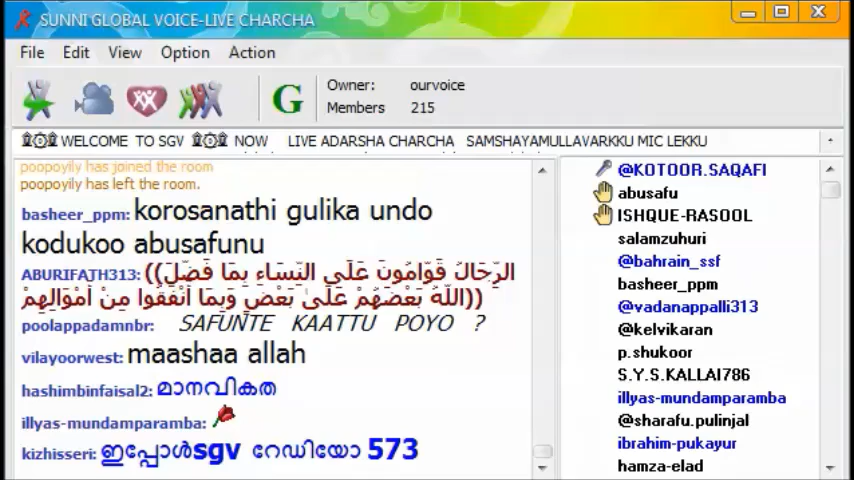 SUNNI GLOBAL VOICE-LIVE CHARCHA
File Edit View Option Action
G
Owner: ourvoice
Members 215
WELCOME TO SGV NOW LIVE ADARSHA CHARCHA SAMSHAYAMULLAVARKKU MIC LEKKU
poopoyily has joined the room
poopoyily has left the room.
basheer_ppm: korosanathi gulika undo
kodukoo abusafunu
ABURIFATH313: ((الرِّجَالُ قَوَّامُونَ عَلَى النِّسَاءِ بِمَا فَضَّلَ
اللَّهُ بَعْضَهُمْ عَلَىٰ بَعْضٍ وَبِمَا أَنْفَقُوا مِنْ أَمْوَالِهِمْ))
poolappadamnbr: SAFUNTE KAATTU POYO ?
vilayoorwest: maashaa allah
hashimbinfaisal2: മാനവികത
illyas-mundamparamba:
kizhisseri: ഇപ്പോൾsgv റേഡിയോ 573
@KOTOOR.SAQAFI
abusafu
ISHQUE-RASOOL
salamzuhuri
@bahrain_ssf
basheer_ppm
@vadanappalli313
@kelvikaran
p.shukoor
S.Y.S.KALLAI786
illyas-mundamparamba
@sharafu.pulinjal
ibrahim-pukayur
hamza-elad